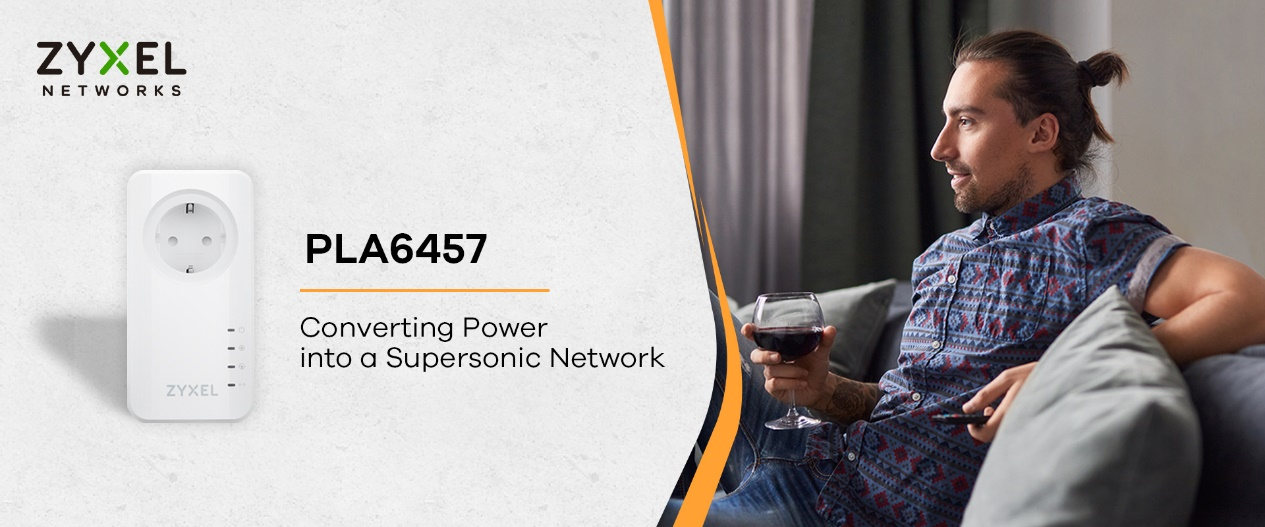 ZYXEL
NETWORKS
PLA6457
Converting Power
into a Supersonic Network
ZYXEL